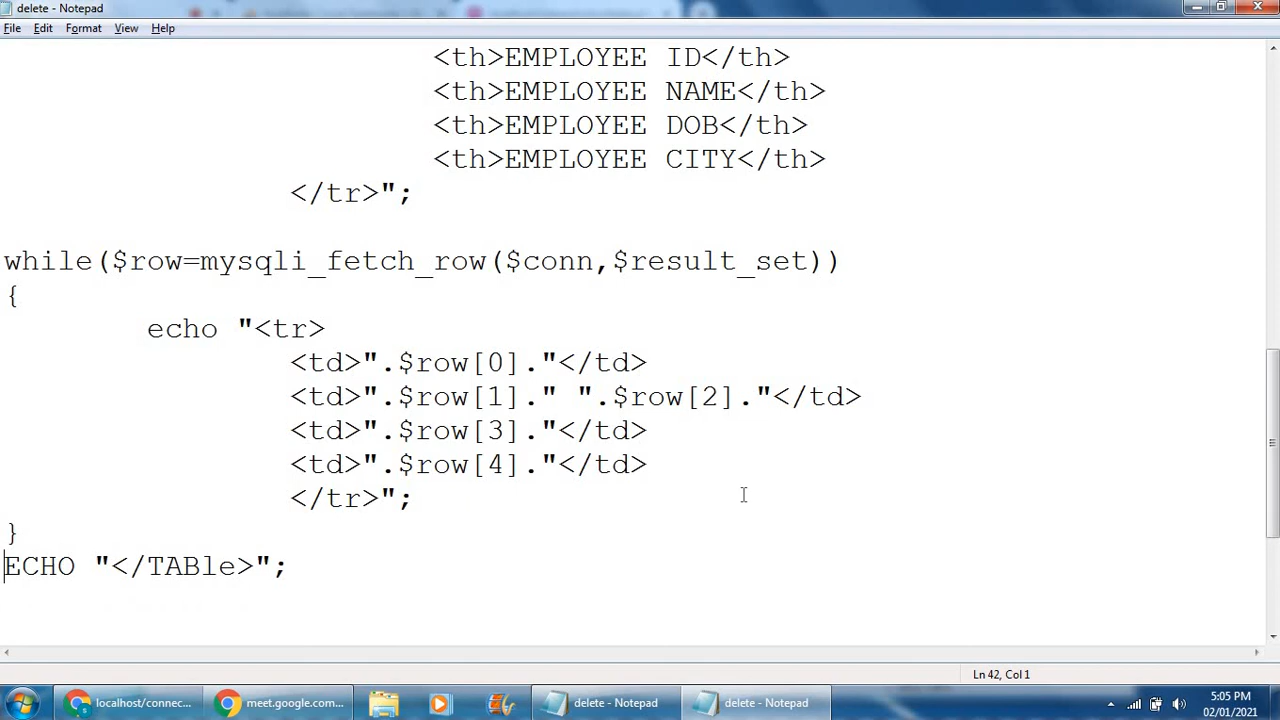 delete - Notepad
File Edit Format View Help
<th>EMPLOYEE ID</th>
<th>EMPLOYEE NAME</th>
<th>EMPLOYEE DOB</th>
<th>EMPLOYEE CITY</th>
</tr>";
while($row=mysqli_fetch_row($conn,$result_set))
{
echo "<tr>
<td>".$row[0]."</td>
<td>".$row[1]." ".$row[2]."</td>
<td>".$row[3]."</td>
<td>".$row[4]."</td>
</tr>";
}
ECHO "</TABle>";
Ln 42, Col 1
localhost/connec... meet.google.com... delete - Notepad delete - Notepad 5:05 PM
02/01/2021